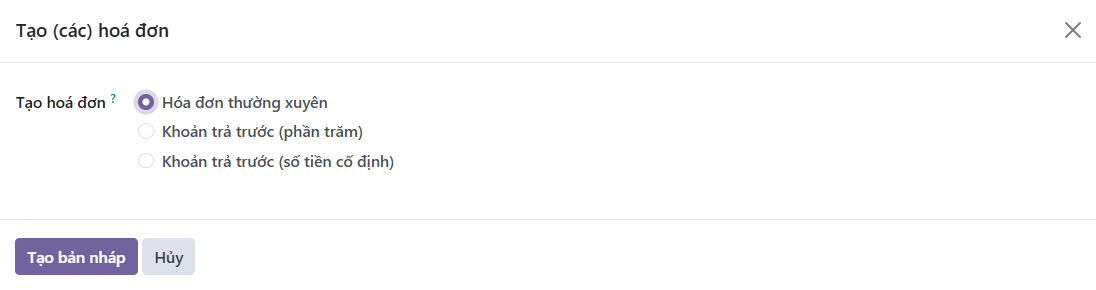 Tạo (các) hoá đơn
Tạo hoá đơn ? Hóa đơn thường xuyên
Khoản trả trước (phần trăm)
Khoản trả trước (số tiền cố định)
Tạo bản nháp Hủy